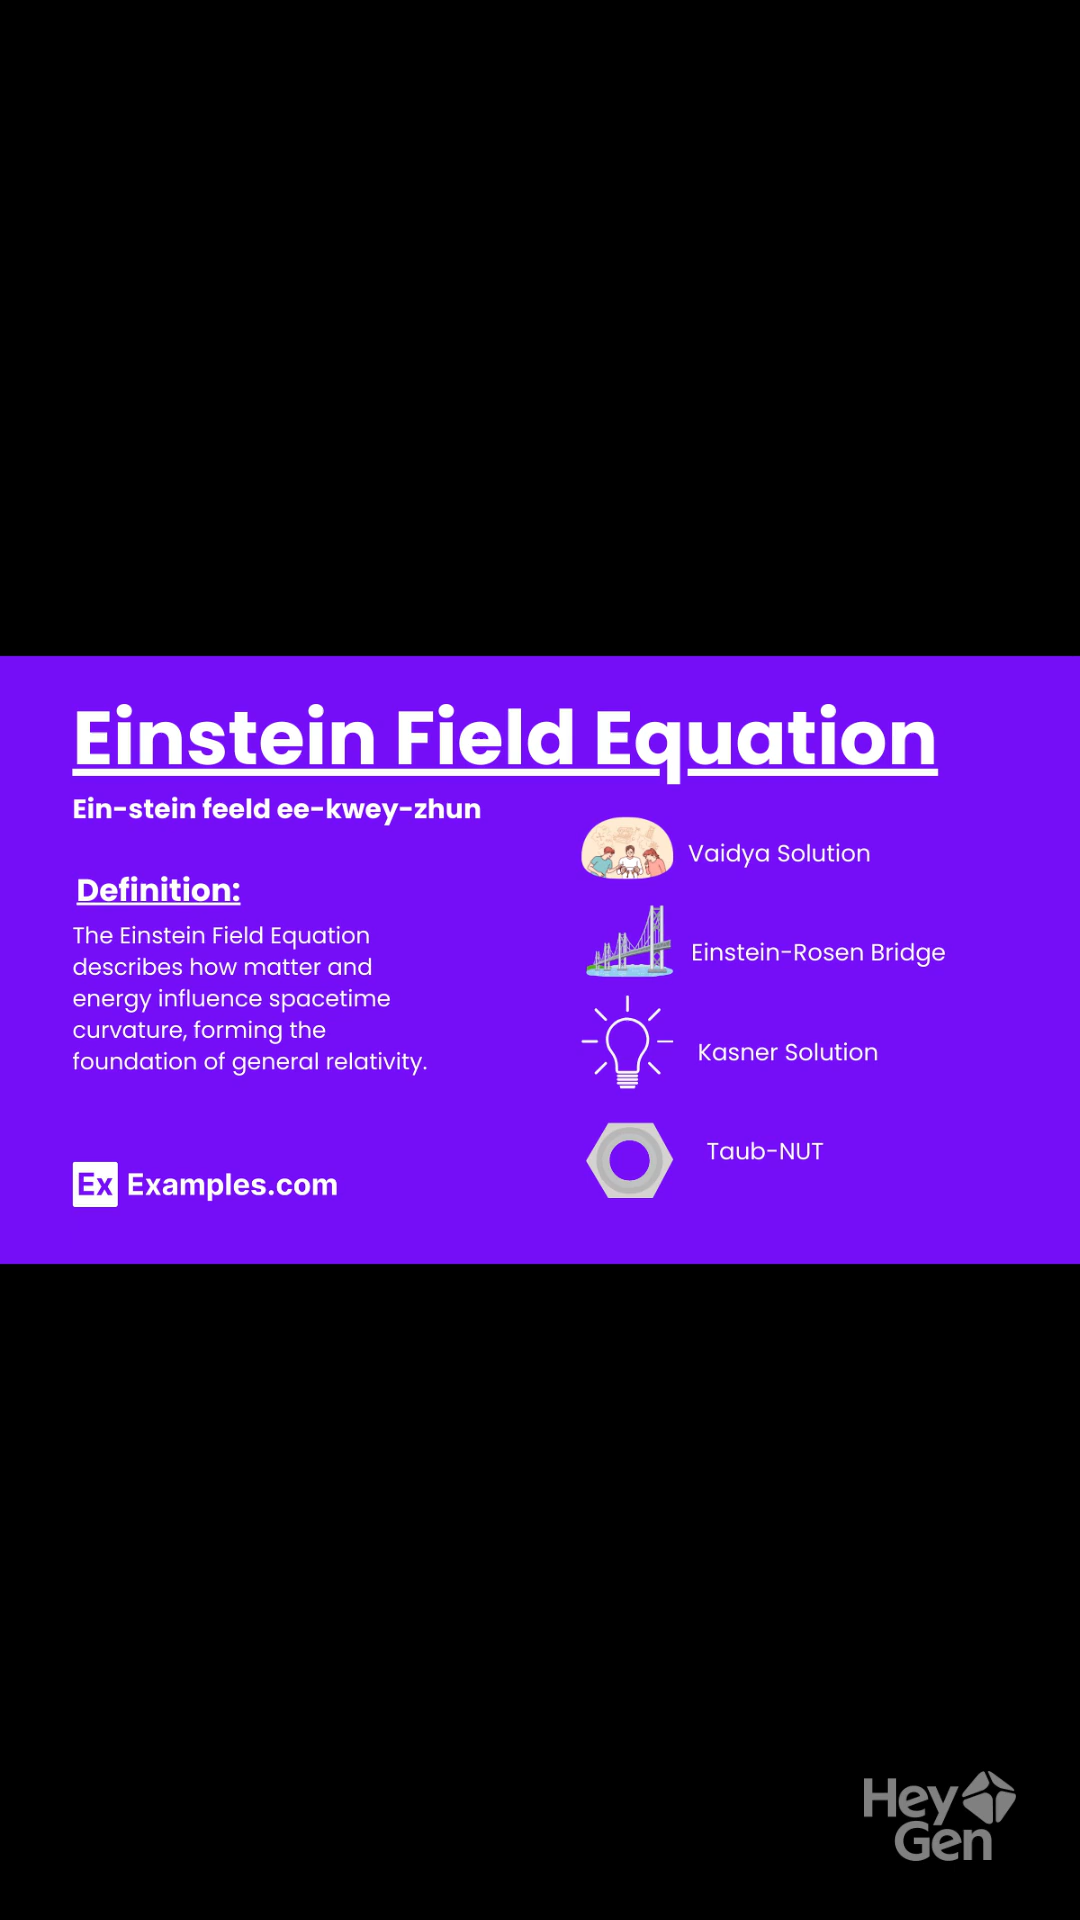 Einstein Field Equation
Ein-stein feeld ee-kwey-zhun
Definition:
The Einstein Field Equation
describes how matter and
energy influence spacetime
curvature, forming the
foundation of general relativity.
Ex Examples.com
Vaidya Solution
Einstein-Rosen Bridge
Kasner Solution
Taub-NUT
Hey
Gen